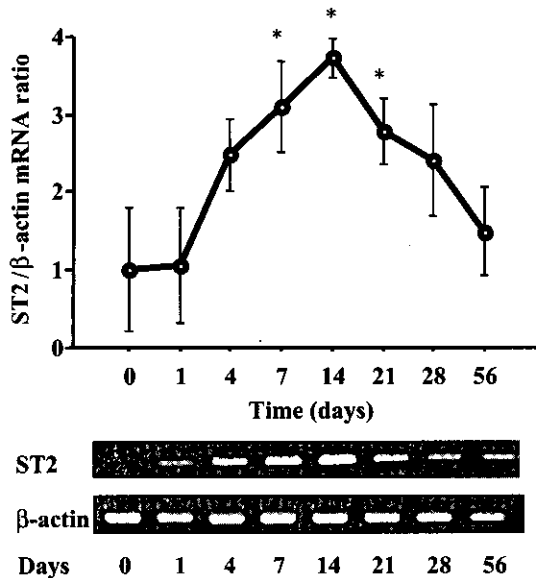 * * *
4
3
2
1
0
ST2/β-actin mRNA ratio
0 1 4 7 14 21 28 56
Time (days)
ST2
β-actin
Days 0 1 4 7 14 21 28 56